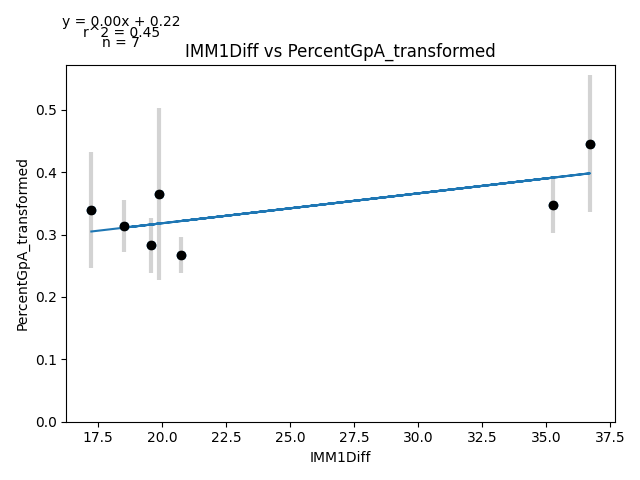 y = 0.00x + 0.22
r^2 = 0.45
n = 7
IMM1Diff vs PercentGpA_transformed
0.5
0.4
0.3
0.2
0.1
0.0
PercentGpA_transformed
17.5 20.0 22.5 25.0 27.5 30.0 32.5 35.0 37.5
IMM1Diff